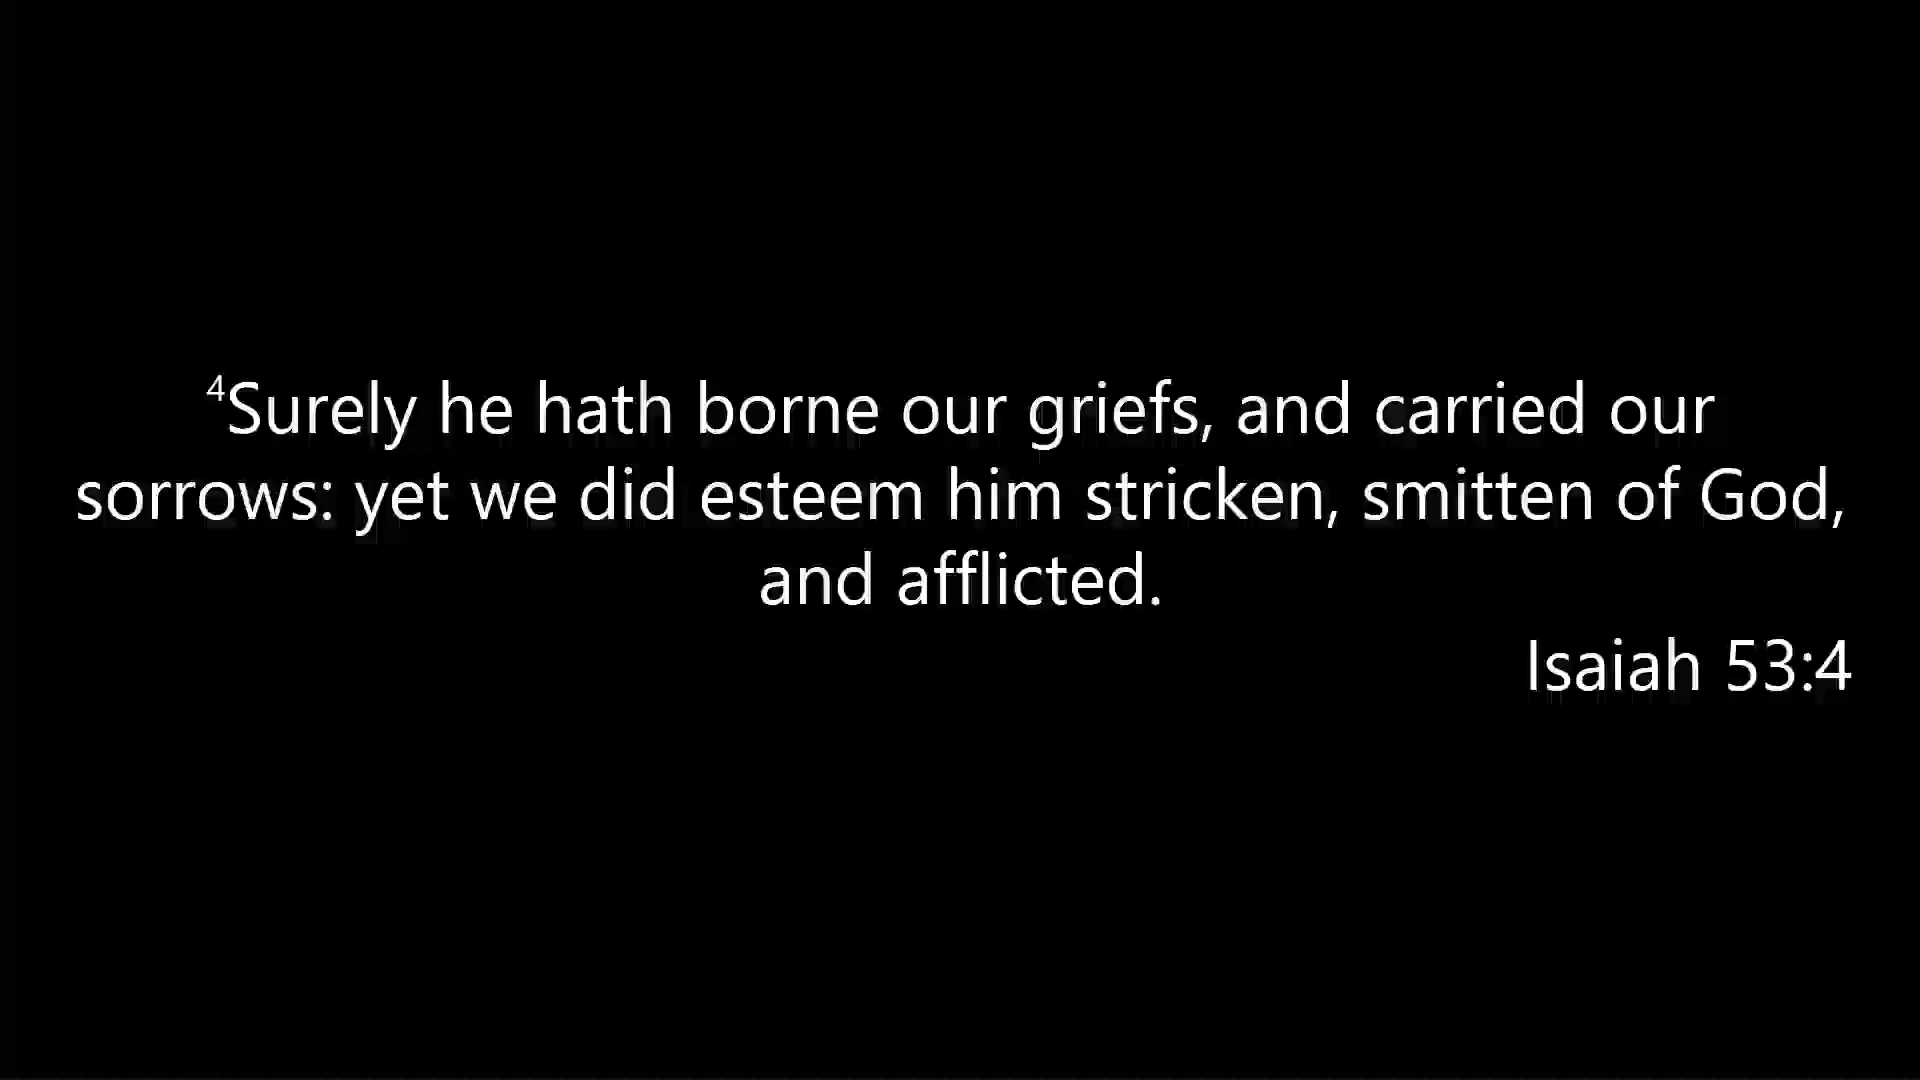 ⁴Surely he hath borne our griefs, and carried our
sorrows: yet we did esteem him stricken, smitten of God,
and afflicted.
Isaiah 53:4